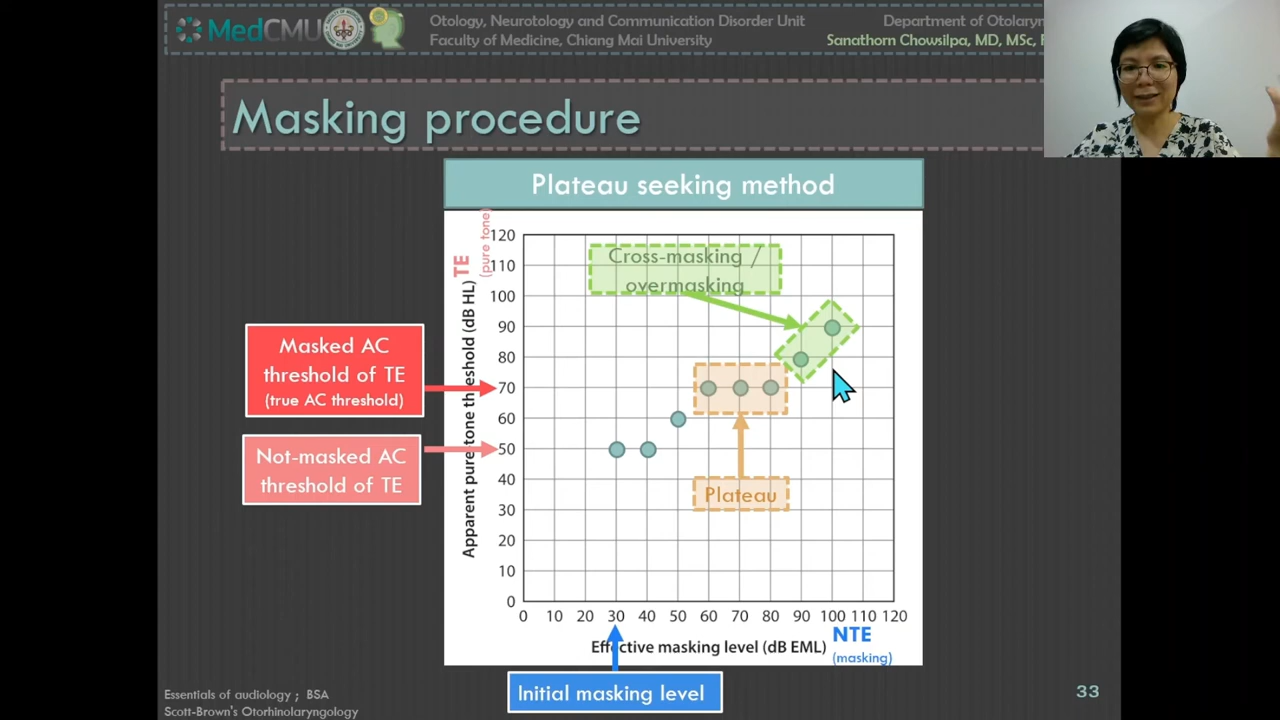 MedCMU
Otology, Neurotology and Communication Disorder Unit
Faculty of Medicine, Chiang Mai University
Department of Otolaryn
Sanathorn Chowsilpa, MD, MSc,
Masking procedure
Plateau seeking method
TE
(pure tone)
Apparent pure tone threshold (dB HL)
120
110
100
90
80
70
60
50
40
30
20
10
0
Cross-masking /
overmasking
Masked AC
threshold of TE
(true AC threshold)
Not-masked AC
threshold of TE
Plateau
0 10 20 30 40 50 60 70 80 90 100 110 120
Effective masking level (dB EML)
NTE
(masking)
Initial masking level
Essentials of audiology ; BSA
Scott-Brown's Otorhinolaryngology
33